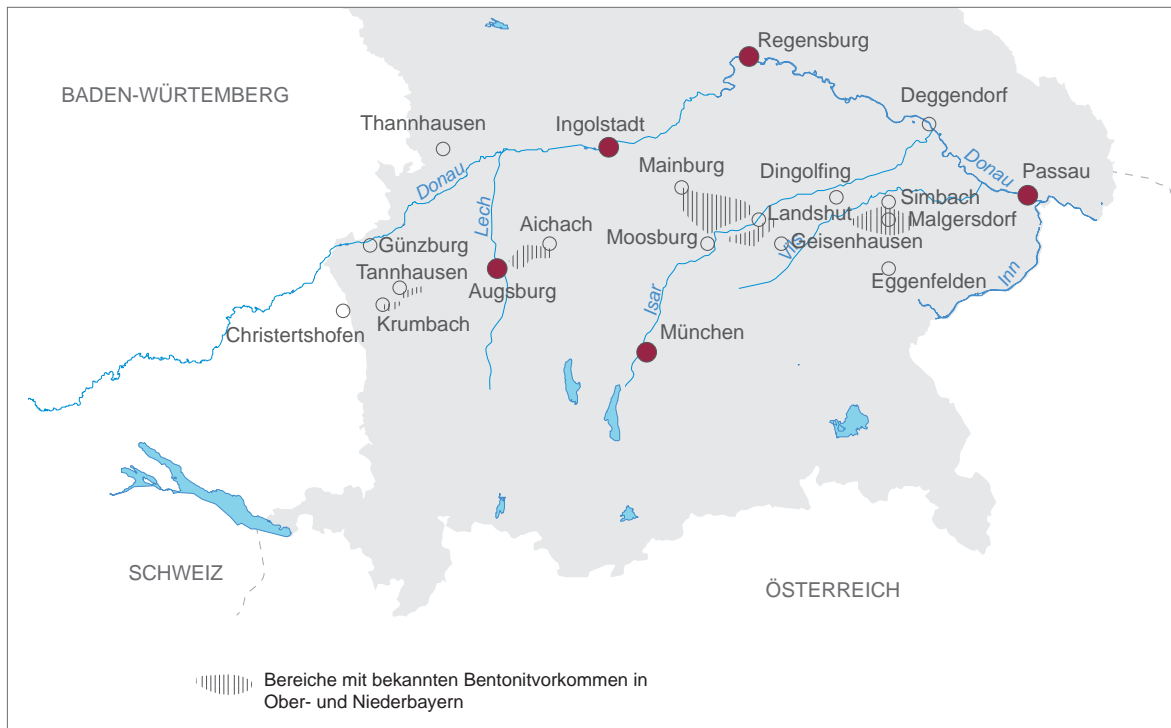 Regensburg
BADEN-WÜRTEMBERG
Deggendorf
Thannhausen
Ingolstadt
Mainburg
Dingolfing
Donau
Passau
Donau
Simbach
Lech
Aichach
Landshut
Malgersdorf
Günzburg
Moosburg
Vils
Geisenhausen
Tannhausen
Augsburg
Eggenfelden
Inn
Isar
Christertshofen
Krumbach
München
SCHWEIZ
ÖSTERREICH
Bereiche mit bekannten Bentonitvorkommen in
Ober- und Niederbayern